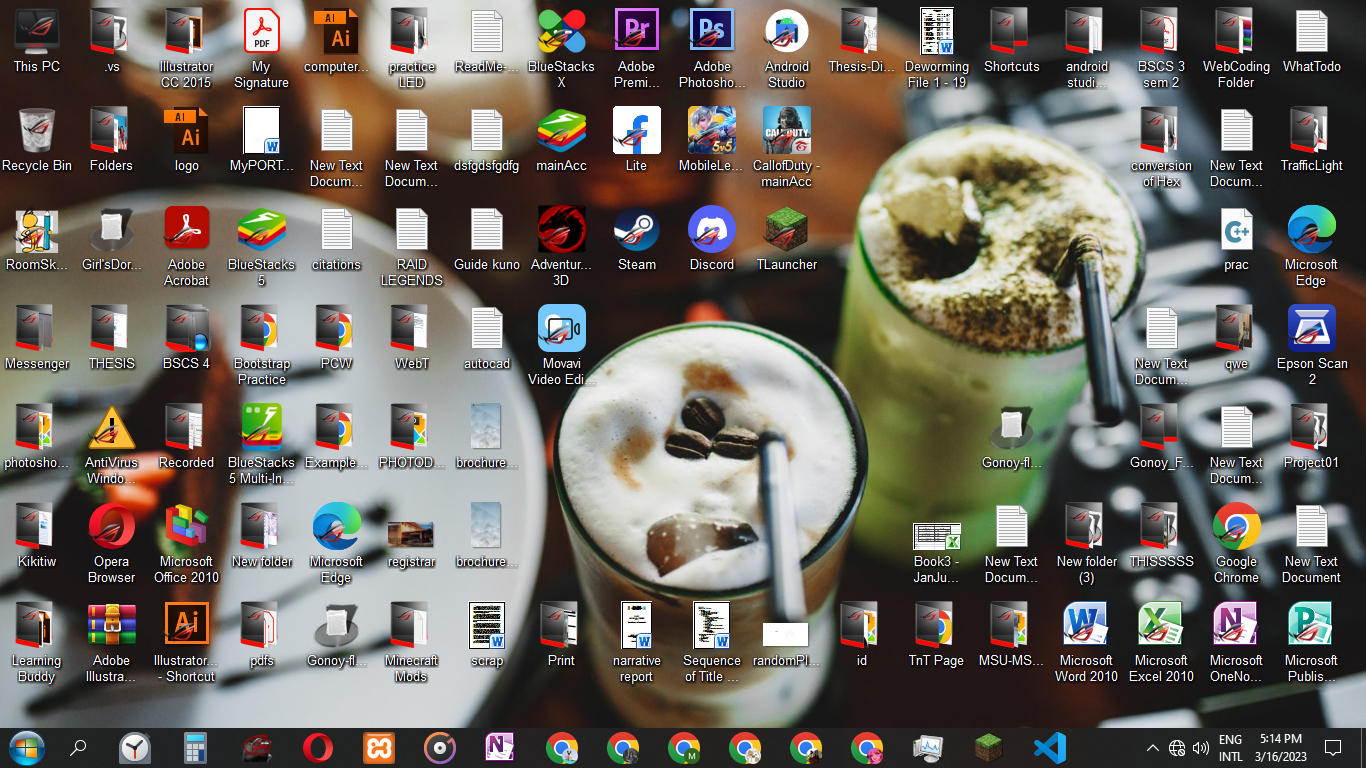 This PC
.vs
Illustrator
CC 2015
My
Signature
computer...
practice
LED
ReadMe-...
BlueStacks
X
Adobe
Premi...
Adobe
Photosho...
Android
Studio
Thesis-Di...
Deworming
File 1 - 19
Shortcuts
android
studi...
BSCS 3
sem 2
WebCoding
Folder
WhatTodo
Recycle Bin
Folders
logo
MyPORT...
New Text
Docum...
New Text
Docum...
dsfgdsfgdfg
mainAcc
Lite
MobileLe...
CallofDuty -
mainAcc
conversion
of Hex
New Text
Docum...
TrafficLight
RoomSk...
Girl'sDor...
Adobe
Acrobat
BlueStacks
5
citations
RAID
LEGENDS
Guide kuno
Adventur...
3D
Steam
Discord
TLauncher
prac
Microsoft
Edge
Messenger
THESIS
BSCS 4
Bootstrap
Practice
PCW
WebT
autocad
Movavi
Video Edi...
New Text
Docum...
qwe
Epson Scan
2
photosho...
AntiVirus
Windo...
Recorded
BlueStacks
5 Multi-In...
Example...
PHOTOD...
brochure...
Gonoy-fl...
Gonoy_F...
New Text
Docum...
Project01
Kikitiw
Opera
Browser
Microsoft
Office 2010
New folder
Microsoft
Edge
registrar
brochure...
Book3 -
JanJu...
New Text
Docum...
New folder
(3)
THISSSSS
Google
Chrome
New Text
Document
Learning
Buddy
Adobe
Illustra...
Illustrator...
- Shortcut
pdfs
Gonoy-fl...
Minecraft
Mods
scrap
Print
narrative
report
Sequence
of Title ...
randomPl...
id
TnT Page
MSU-MS...
Microsoft
Word 2010
Microsoft
Excel 2010
Microsoft
OneNo...
Microsoft
Publis...
ENG
INTL
5:14 PM
3/16/2023